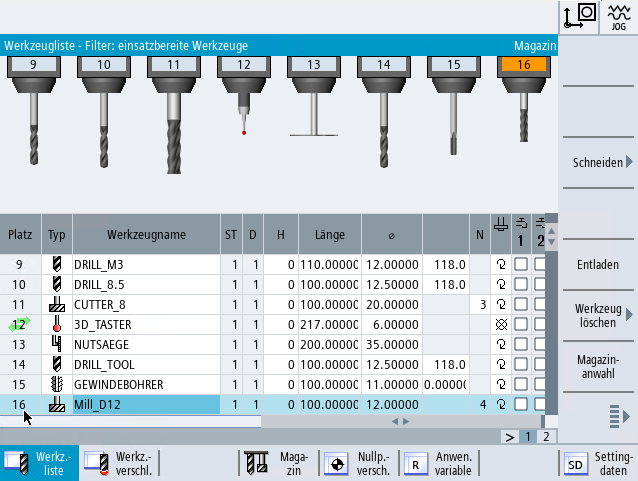 JOG
Werkzeugliste - Filter: einsatzbereite Werkzeuge Magazin
9 10 11 12 13 14 15 16
Schneiden
Platz Typ Werkzeugname ST D H Länge ⌀ N 1 2
9 DRILL_M3 1 1 0 110.00000 12.00000 118.0
10 DRILL_8.5 1 1 0 100.00000 12.50000 118.0
11 CUTTER_8 1 1 0 100.00000 20.00000 3
12 3D_TASTER 1 1 0 217.00000 6.00000
13 NUTSAEGE 1 1 0 200.00000 35.00000
14 DRILL_TOOL 1 1 0 100.00000 12.50000 118.0
15 GEWINDEBOHRER 1 1 0 100.00000 11.00000 0.0000(
16 Mill_D12 1 1 0 100.00000 12.00000 4
Entladen
Werkzeug
löschen
Magazin-
anwahl
> 1 2
Werkz.-
liste
Werkz.-
verschl.
Maga-
zin
Nullp.-
versch.
R
Anwen.
variable
SD
Setting-
daten